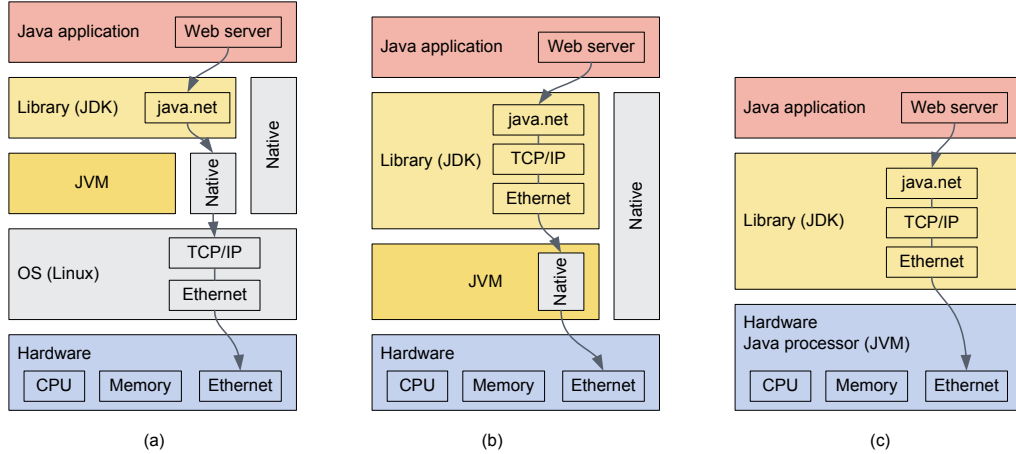 Java application
Web server
Library (JDK)
java.net
Native
JVM
Native
OS (Linux)
TCP/IP
Ethernet
Hardware
CPU
Memory
Ethernet
(a)
Java application
Web server
Library (JDK)
java.net
TCP/IP
Ethernet
Native
JVM
Native
Hardware
CPU
Memory
Ethernet
(b)
Java application
Web server
Library (JDK)
java.net
TCP/IP
Ethernet
Hardware
Java processor (JVM)
CPU
Memory
Ethernet
(c)